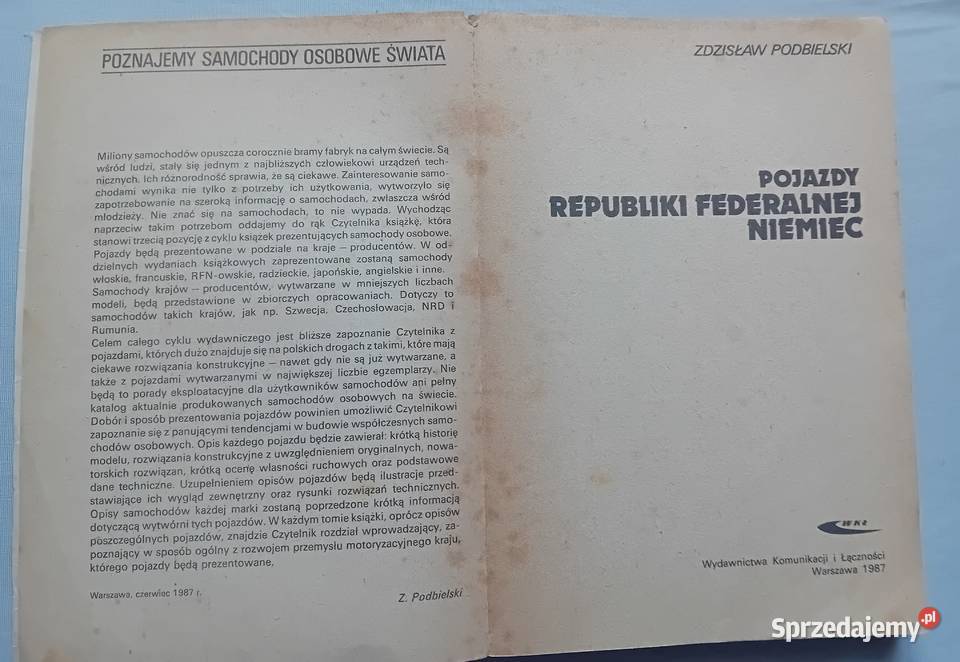 POZNAJEMY SAMOCHODY OSOBOWE ŚWIATA
Miliony samochodów opuszcza corocznie bramy fabryk na całym świecie. Są
wśród ludzi, stały się jednym z najbliższych człowiekowi urządzeń tech-
nicznych. Ich różnorodność sprawia, że są ciekawe. Zainteresowanie samo-
chodami wynika nie tylko z potrzeby ich użytkowania, wytworzyło się
zapotrzebowanie na szeroką informację o samochodach, zwłaszcza wśród
młodzieży. Nie znać się na samochodach, to nie wypada. Wychodząc
naprzeciw takim potrzebom oddajemy do rąk Czytelnika książkę, która
stanowi trzecią pozycję z cyklu książek prezentujących samochody osobowe.
Pojazdy będą prezentowane w podziale na kraje – producentów. W od-
dzielnych wydaniach książkowych zaprezentowane zostaną samochody
włoskie, francuskie, RFN-owskie, radzieckie, japońskie, angielskie i inne.
Samochody krajów – producentów, wytwarzane w mniejszych liczbach
modeli, będą przedstawione w zbiorczych opracowaniach. Dotyczy to
samochodów takich krajów, jak np. Szwecja, Czechosłowacja, NRD i
Rumunia.
Celem całego cyklu wydawniczego jest bliższe zapoznanie Czytelnika z
pojazdami, których dużo znajduje się na polskich drogach z takimi, które mają
ciekawe rozwiązania konstrukcyjne – nawet gdy nie są już wytwarzane, a
także z pojazdami wytwarzanymi w największej liczbie egzemplarzy. Nie
będą to porady eksploatacyjne dla użytkowników samochodów ani pełny
katalog aktualnie produkowanych samochodów osobowych na świecie.
Dobór i sposób prezentowania pojazdów powinien umożliwić Czytelnikowi
zapoznanie się z panującymi tendencjami w budowie współczesnych samo-
chodów osobowych. Opis każdego pojazdu będzie zawierał: krótką historię
modelu, rozwiązania konstrukcyjne z uwzględnieniem oryginalnych, nowa-
torskich rozwiązań, krótką ocenę własności ruchowych oraz podstawowe
dane techniczne. Uzupełnieniem opisów pojazdów będą ilustracje przed-
stawiające ich wygląd zewnętrzny oraz rysunki rozwiązań technicznych.
Opisy samochodów każdej marki zostaną poprzedzone krótką informacją
dotyczącą wytwórni tych pojazdów. W każdym tomie książki, oprócz opisów
poszczególnych pojazdów, znajdzie Czytelnik rozdział wprowadzający, za-
poznający w sposób ogólny z rozwojem przemysłu motoryzacyjnego kraju,
którego pojazdy będą prezentowane.
Warszawa, czerwiec 1987 r.
Z. Podbielski
ZDZISŁAW PODBIELSKI
POJAZDY
REPUBLIKI FEDERALNEJ
NIEMIEC
WKŁ
Wydawnictwa Komunikacji i Łączności
Warszawa 1987
Sprzedajemy.pl